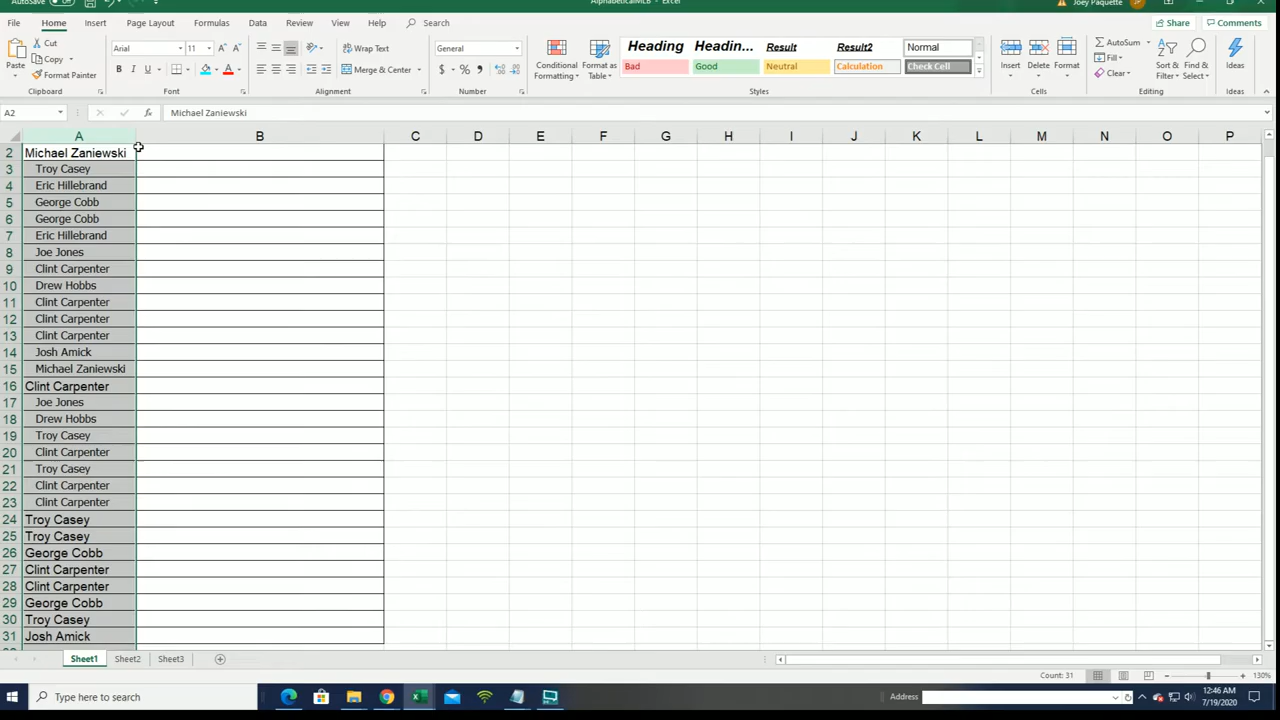 AutoSave Off AlphabeticalMLB - Excel Joey Paquette JP
File Home Insert Page Layout Formulas Data Review View Help Search Share Comments
Paste Cut Copy Format Painter Clipboard
Arial 11 A A B I U A Font
Wrap Text Merge & Center Alignment
General $ % , Number
Conditional Formatting Format as Table
Heading Headin... Result Result2 Normal
Bad Good Neutral Calculation Check Cell
Styles
Insert Delete Format Cells
AutoSum Fill Clear Sort & Filter Find & Select Editing
Ideas Ideas
A2 fx Michael Zaniewski
A B C D E F G H I J K L M N O P
2 Michael Zaniewski
3 Troy Casey
4 Eric Hillebrand
5 George Cobb
6 George Cobb
7 Eric Hillebrand
8 Joe Jones
9 Clint Carpenter
10 Drew Hobbs
11 Clint Carpenter
12 Clint Carpenter
13 Clint Carpenter
14 Josh Amick
15 Michael Zaniewski
16 Clint Carpenter
17 Joe Jones
18 Drew Hobbs
19 Troy Casey
20 Clint Carpenter
21 Troy Casey
22 Clint Carpenter
23 Clint Carpenter
24 Troy Casey
25 Troy Casey
26 George Cobb
27 Clint Carpenter
28 Clint Carpenter
29 George Cobb
30 Troy Casey
31 Josh Amick
Sheet1 Sheet2 Sheet3
Count: 31 130%
Type here to search Address 12:46 AM
7/19/2020